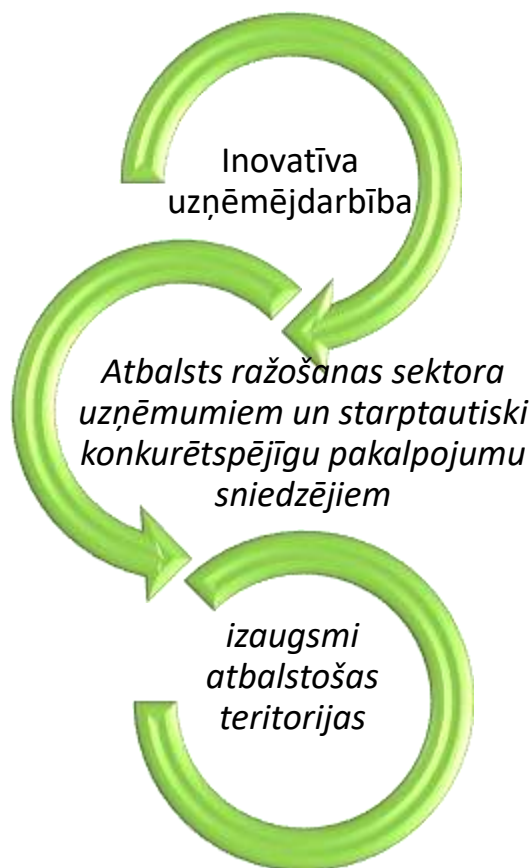 Inovatīva
uzņēmējdarbība
Atbalsts ražošanas sektora
uzņēmumiem un starptautiski
konkurētspējīgu pakalpojumu
sniedzējiem
izaugsmi
atbalstošas
teritorijas